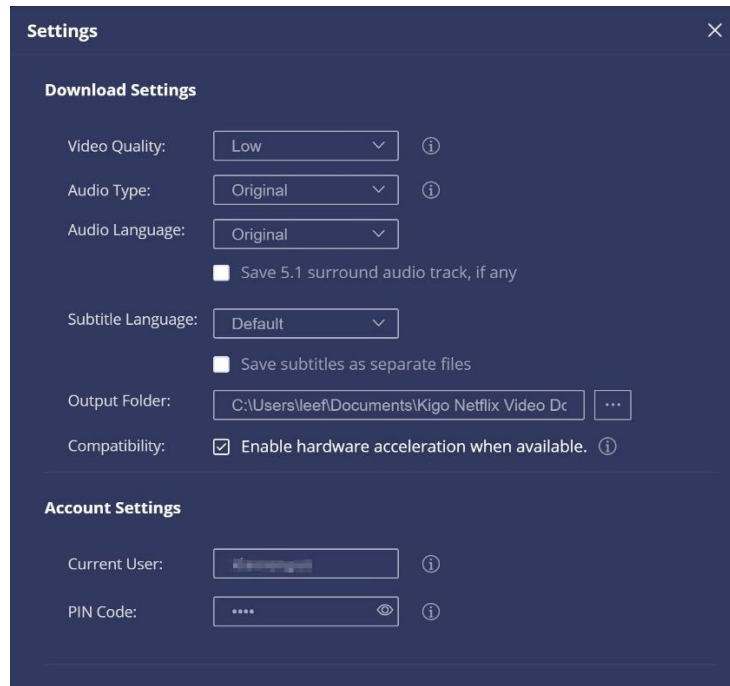 Settings
Download Settings
Video Quality: Low
Audio Type: Original
Audio Language: Original
Save 5.1 surround audio track, if any
Subtitle Language: Default
Save subtitles as separate files
Output Folder: C:\Users\leef\Documents\Kigo Netflix Video Dc ...
Compatibility: Enable hardware acceleration when available.
Account Settings
Current User:
PIN Code: ••••